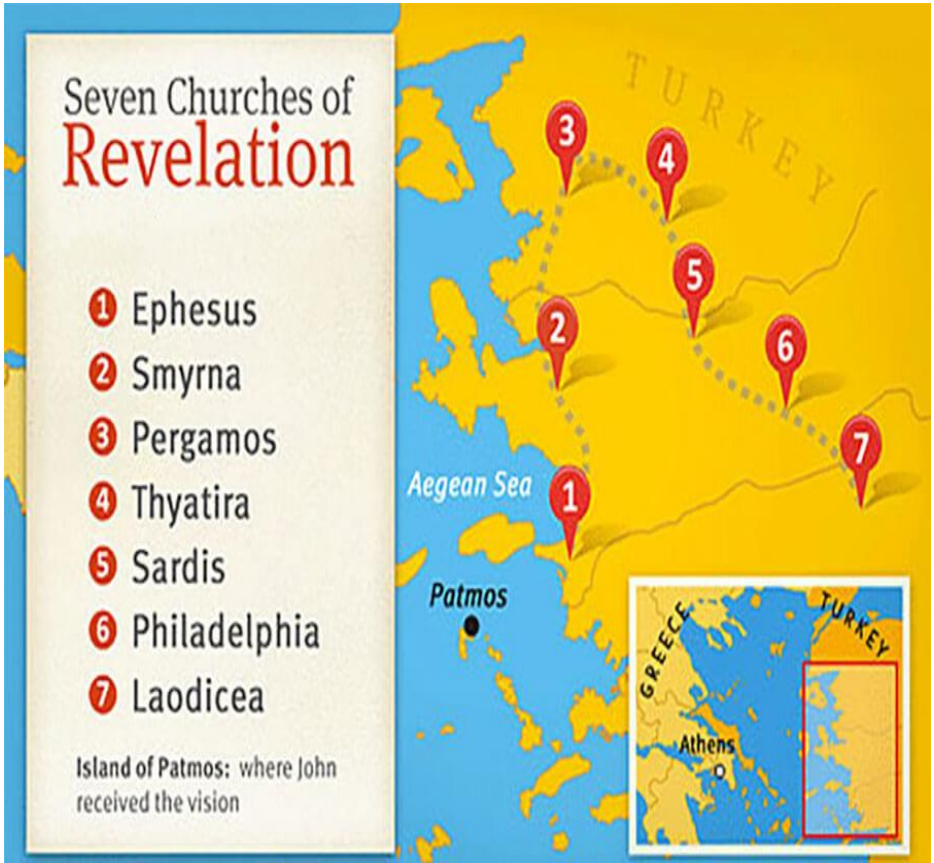 Seven Churches of
Revelation
1 Ephesus
2 Smyrna
3 Pergamos
4 Thyatira
5 Sardis
6 Philadelphia
7 Laodicea
Island of Patmos: where John
received the vision
TURKEY
3
4
5
2
6
7
1
Aegean Sea
Patmos
GREECE
TURKEY
Athens